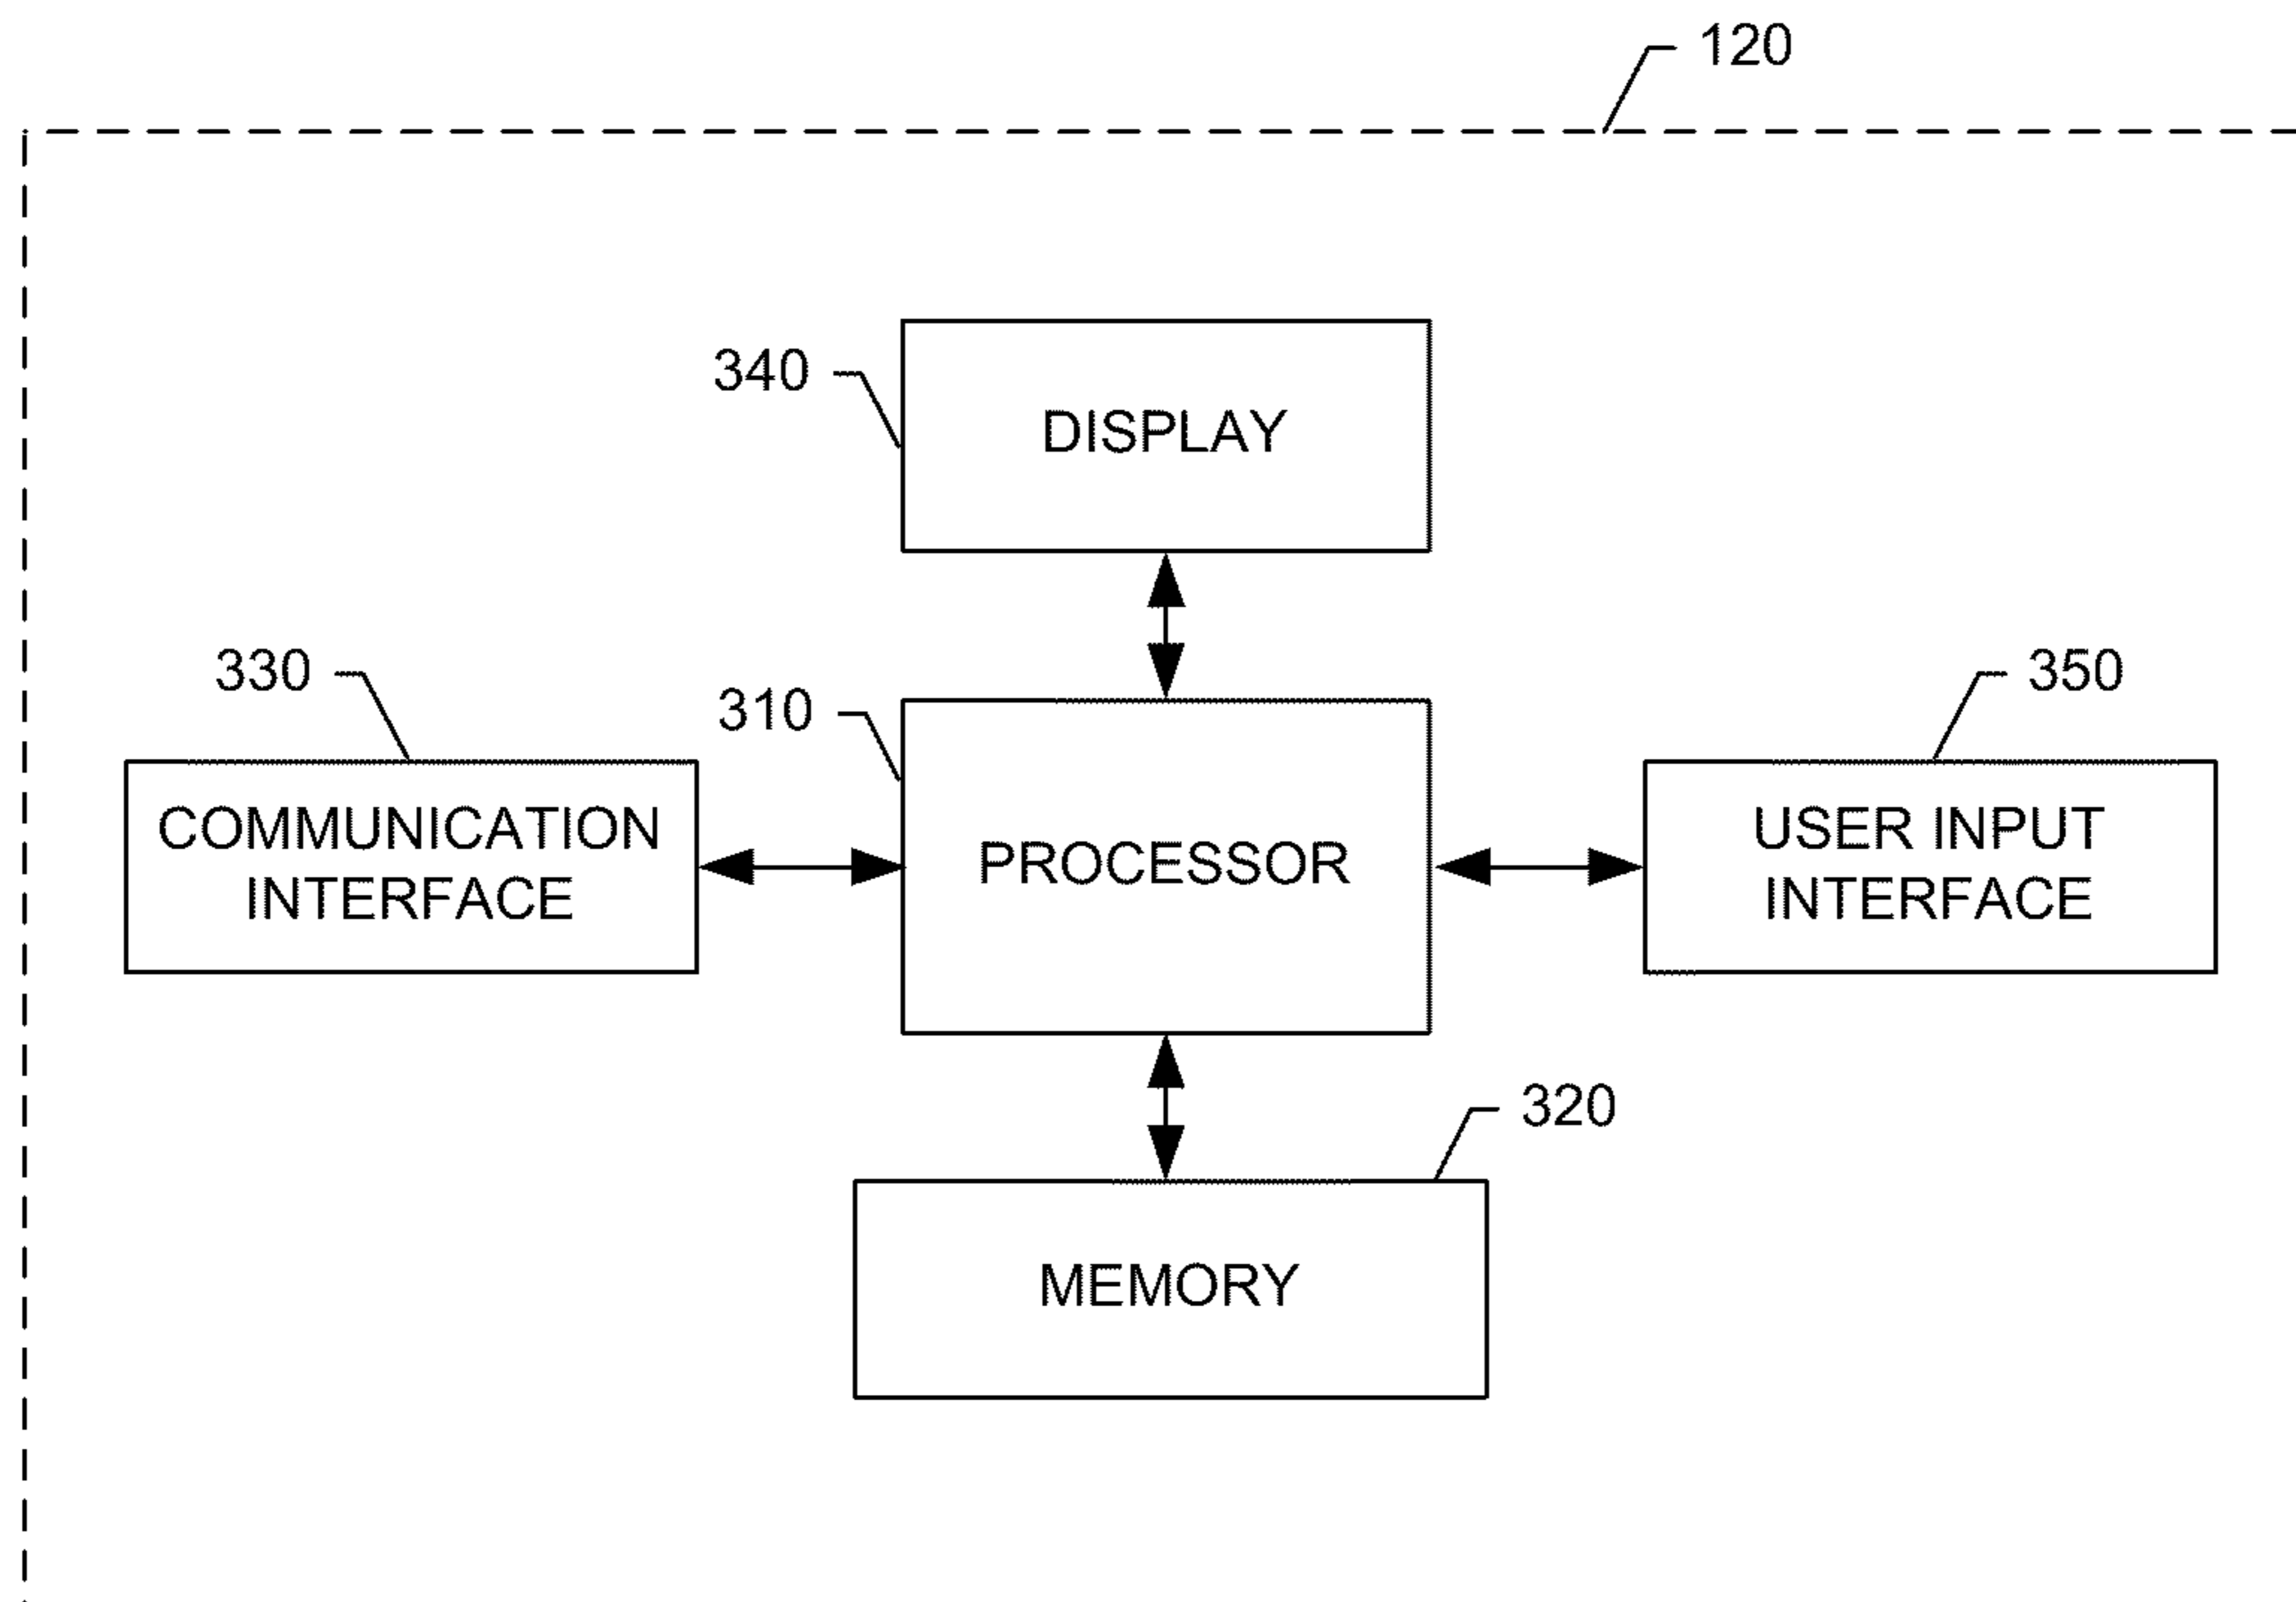 120
340
DISPLAY
330
310
350
COMMUNICATION
INTERFACE
PROCESSOR
USER INPUT
INTERFACE
320
MEMORY